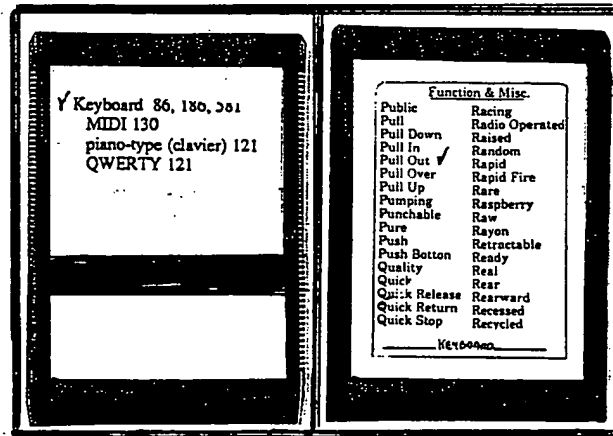 Keyboard 86, 186, 381
MIDI 130
piano-type (clavier) 121
QWERTY 121
Function & Misc.
Public
Pull
Pull Down
Pull In
Pull Out
Pull Over
Pull Up
Pumping
Punchable
Pure
Push
Push Botton
Quality
Quick
Quick Release
Quick Return
Quick Stop
Racing
Radio Operated
Raised
Random
Rapid
Rapid Fire
Rare
Raspberry
Raw
Rayon
Retractable
Ready
Real
Rear
Rearward
Recessed
Recycled
KEYBOARD